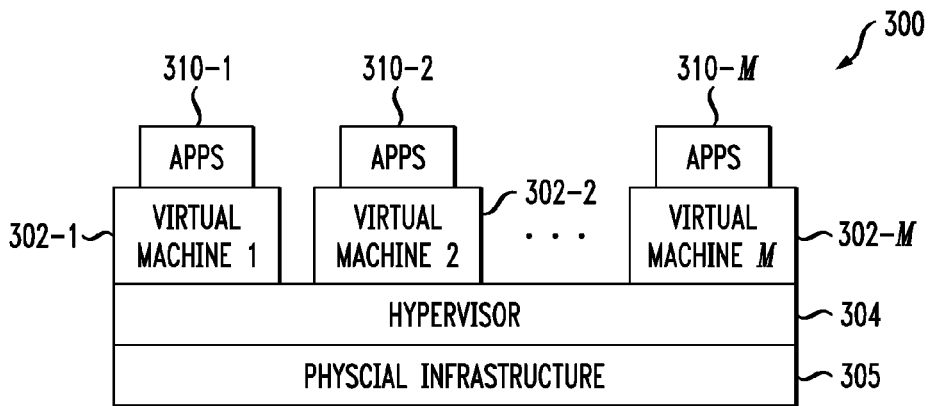 300
310-1 310-2 310-M
APPS APPS APPS
302-1 VIRTUAL MACHINE 1 VIRTUAL MACHINE 2 302-2 . . . VIRTUAL MACHINE M 302-M
HYPERVISOR 304
PHYSCIAL INFRASTRUCTURE 305